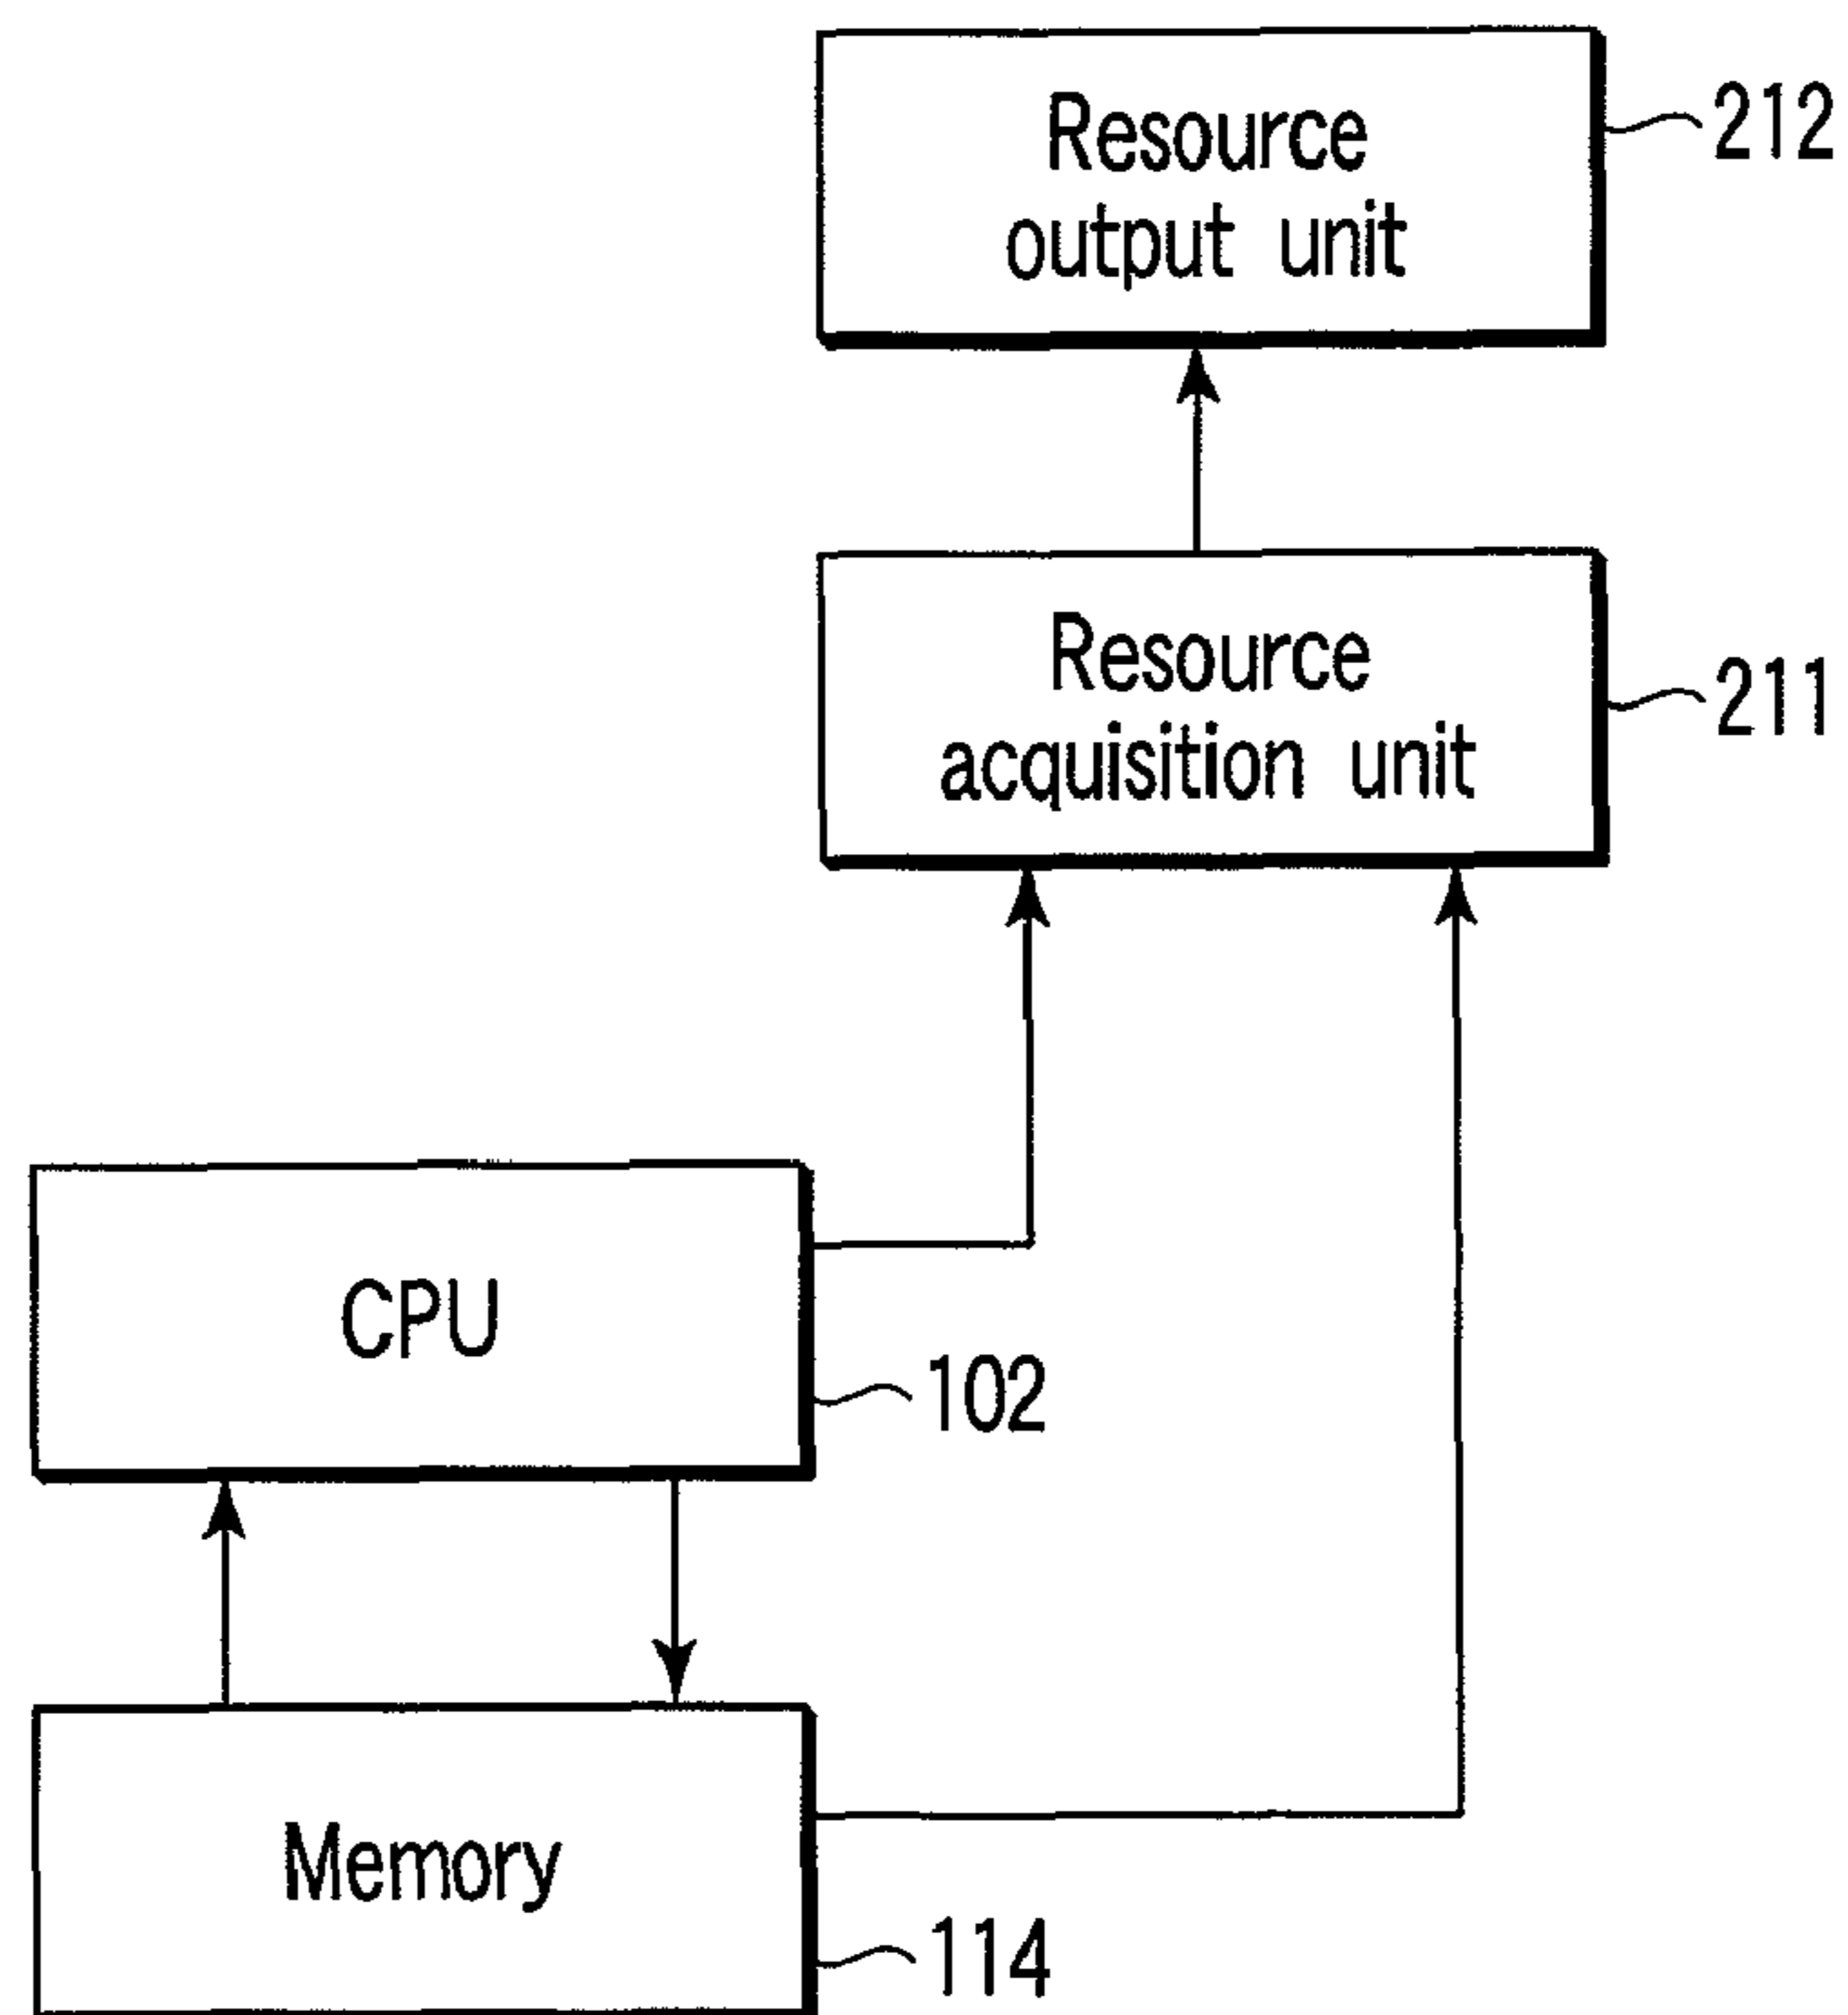 Resource
output unit
212
Resource
acquisition unit
211
CPU
102
Memory
114